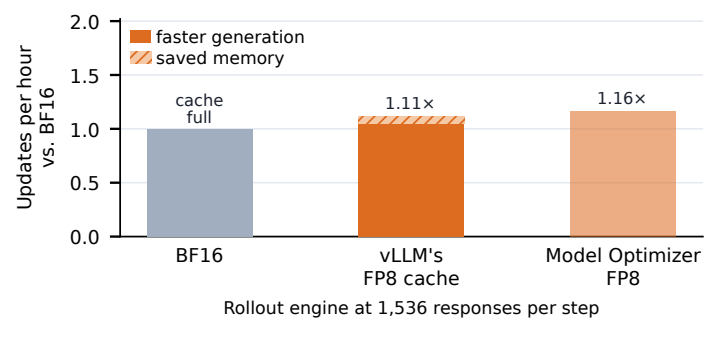 Updates per hour
vs. BF16
2.0
1.5
1.0
0.5
0.0
faster generation
saved memory
cache
full
1.11×
1.16×
BF16
vLLM's
FP8 cache
Model Optimizer
FP8
Rollout engine at 1,536 responses per step